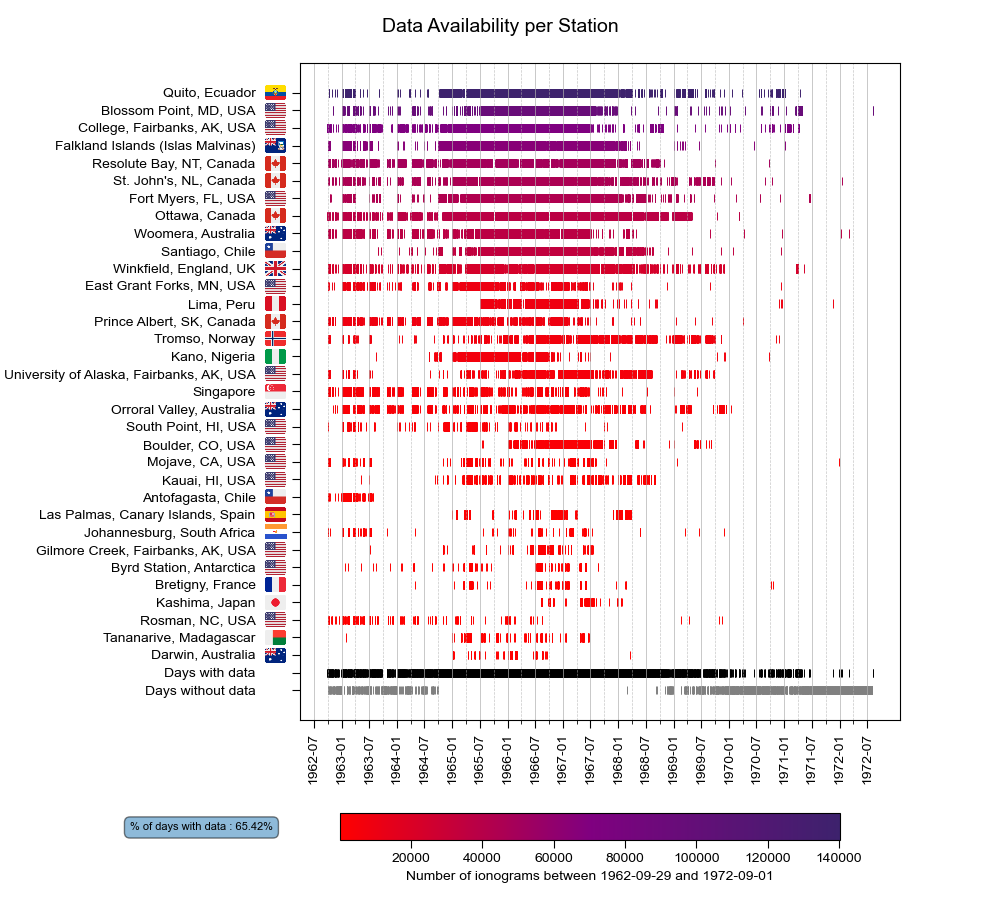 Data Availability per Station
Quito, Ecuador
Blossom Point, MD, USA
College, Fairbanks, AK, USA
Falkland Islands (Islas Malvinas)
Resolute Bay, NT, Canada
St. John's, NL, Canada
Fort Myers, FL, USA
Ottawa, Canada
Woomera, Australia
Santiago, Chile
Winkfield, England, UK
East Grant Forks, MN, USA
Lima, Peru
Prince Albert, SK, Canada
Tromso, Norway
Kano, Nigeria
University of Alaska, Fairbanks, AK, USA
Singapore
Orroral Valley, Australia
South Point, HI, USA
Boulder, CO, USA
Mojave, CA, USA
Kauai, HI, USA
Antofagasta, Chile
Las Palmas, Canary Islands, Spain
Johannesburg, South Africa
Gilmore Creek, Fairbanks, AK, USA
Byrd Station, Antarctica
Bretigny, France
Kashima, Japan
Rosman, NC, USA
Tananarive, Madagascar
Darwin, Australia
Days with data
Days without data
1962-07 1963-01 1963-07 1964-01 1964-07 1965-01 1965-07 1966-01 1966-07 1967-01 1967-07 1968-01 1968-07 1969-01 1969-07 1970-01 1970-07 1971-01 1971-07 1972-01 1972-07
% of days with data : 65.42%
20000 40000 60000 80000 100000 120000 140000
Number of ionograms between 1962-09-29 and 1972-09-01